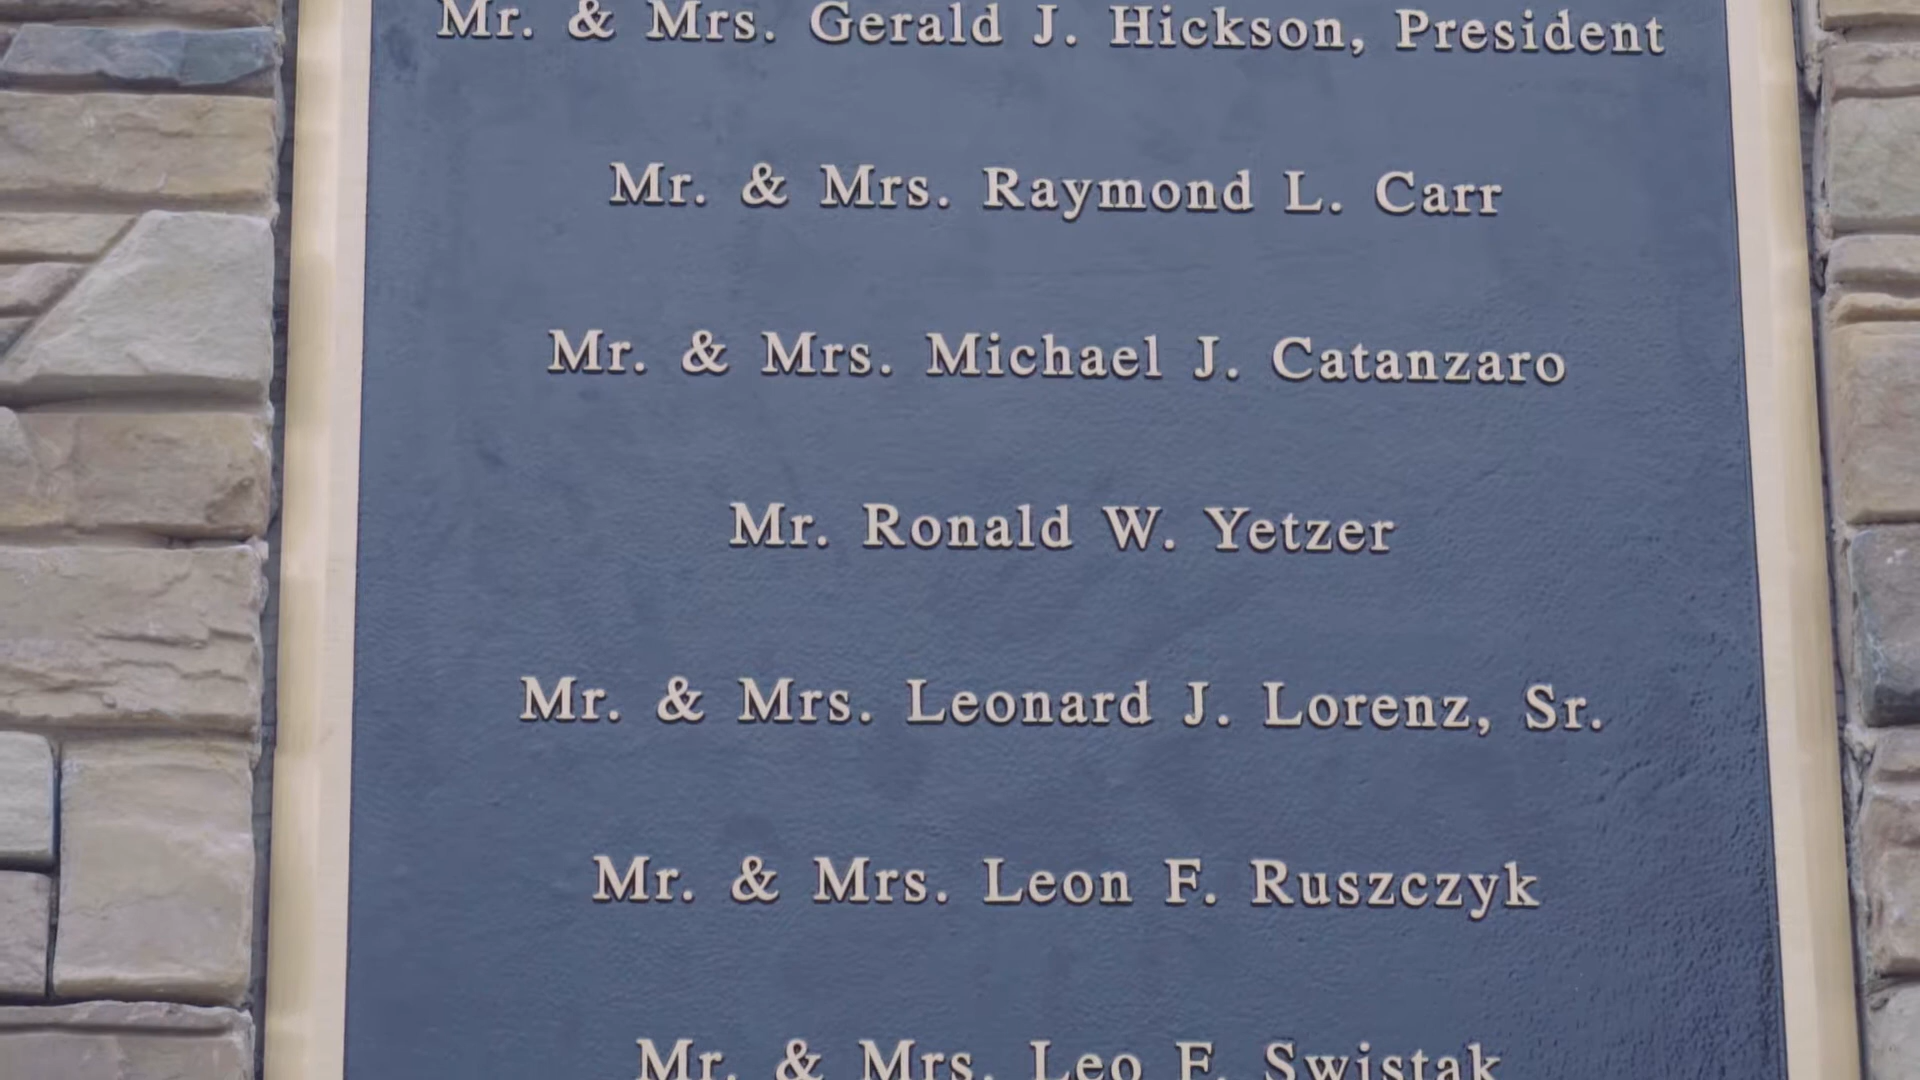 Mr. & Mrs. Gerald J. Hickson, President
Mr. & Mrs. Raymond L. Carr
Mr. & Mrs. Michael J. Catanzaro
Mr. Ronald W. Yetzer
Mr. & Mrs. Leonard J. Lorenz, Sr.
Mr. & Mrs. Leon F. Ruszczyk
Mr. & Mrs. Leo F. Swistak